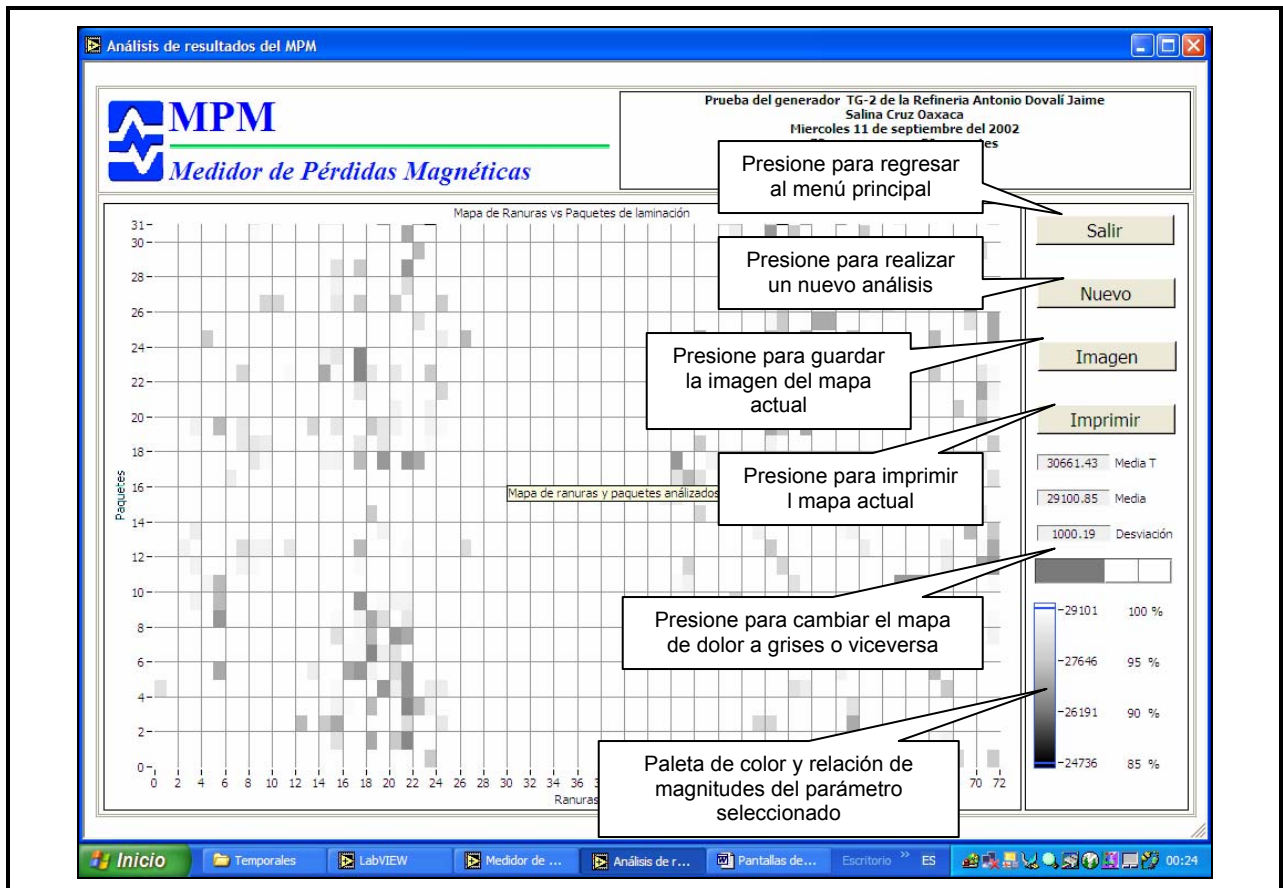 Análisis de resultados del MPM
MPM
Medidor de Pérdidas Magnéticas
Prueba del generador TG-2 de la Refineria Antonio Dovalí Jaime
Salina Cruz Oaxaca
Miercoles 11 de septiembre del 2002
Presione para regresar
al menú principal
Mapa de Ranuras vs Paquetes de laminación
Salir
Presione para realizar
un nuevo análisis
Nuevo
Presione para guardar
la imagen del mapa
actual
Imagen
Imprimir
Presione para imprimir
l mapa actual
30661.43 Media T
29100.85 Media
1000.19 Desviación
Mapa de ranuras y paquetes análizados
Presione para cambiar el mapa
de dolor a grises o viceversa
29101 100 %
27646 95 %
26191 90 %
24736 85 %
Paleta de color y relación de
magnitudes del parámetro
seleccionado
Paquetes
31
30
28
26
24
22
20
18
16
14
12
10
8
6
4
2
0
0 2 4 6 8 10 12 14 16 18 20 22 24 26 28 30 32 34 36 70 72
Ranuras
Inicio Temporales LabVIEW Medidor de ... Análisis de r... Pantallas de... Escritorio » ES 00:24